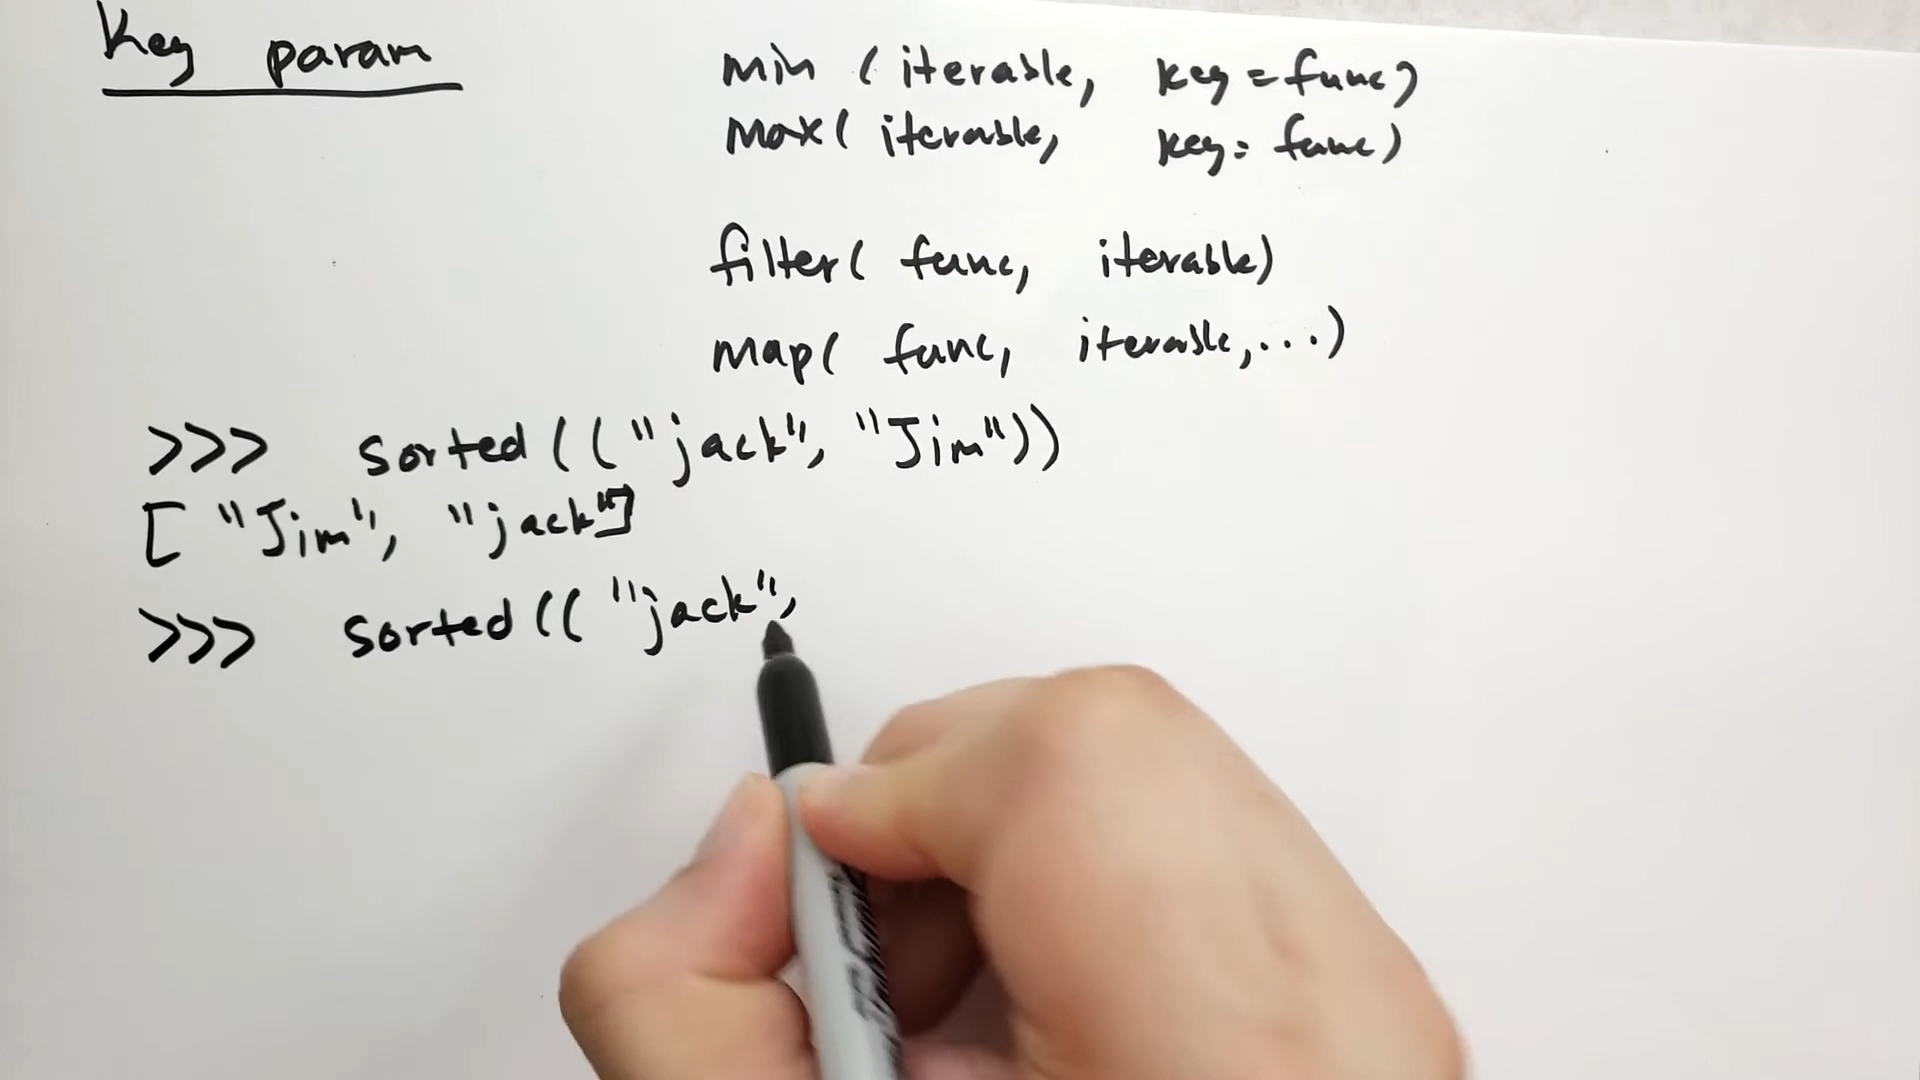 Key param
min (iterable, key = func)
max( iterable, key = func)
filter( func, iterable)
map( func, iterable, ...)
>>> sorted (("jack", "Jim"))
[ "Jim", "jack"]
>>> sorted (( "jack",